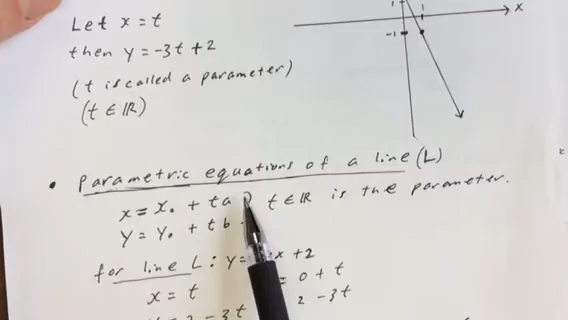 1
x
Let x = t
1
then y = -3t + 2
-1
(t is called a parameter)
(t ∈ ℝ)
• Parametric equations of a line (L)
x = x₀ + ta t ∈ ℝ is the parameter.
y = y₀ + tb
for line L: y = x + 2
x = t = 0 + t
2 - 3t